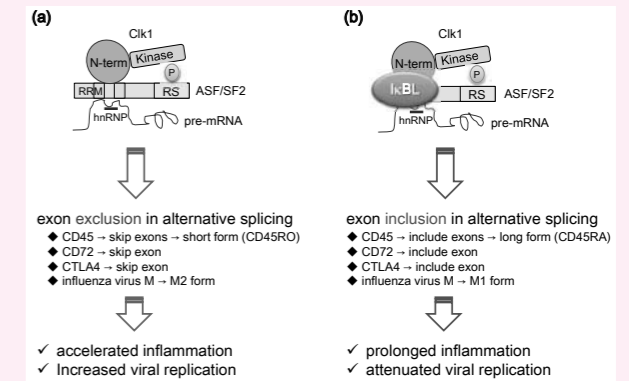 (a)
Clk1
N-term
Kinase
P
RRM
RS
ASF/SF2
hnRNP
pre-mRNA
exon exclusion in alternative splicing
◆ CD45 → skip exons → short form (CD45RO)
◆ CD72 → skip exon
◆ CTLA4 → skip exon
◆ influenza virus M → M2 form
✓ accelerated inflammation
✓ Increased viral replication
(b)
Clk1
N-term
Kinase
P
IκBL
RS
ASF/SF2
hnRNP
pre-mRNA
exon inclusion in alternative splicing
◆ CD45 → include exons → long form (CD45RA)
◆ CD72 → include exon
◆ CTLA4 → include exon
◆ influenza virus M → M1 form
✓ prolonged inflammation
✓ attenuated viral replication